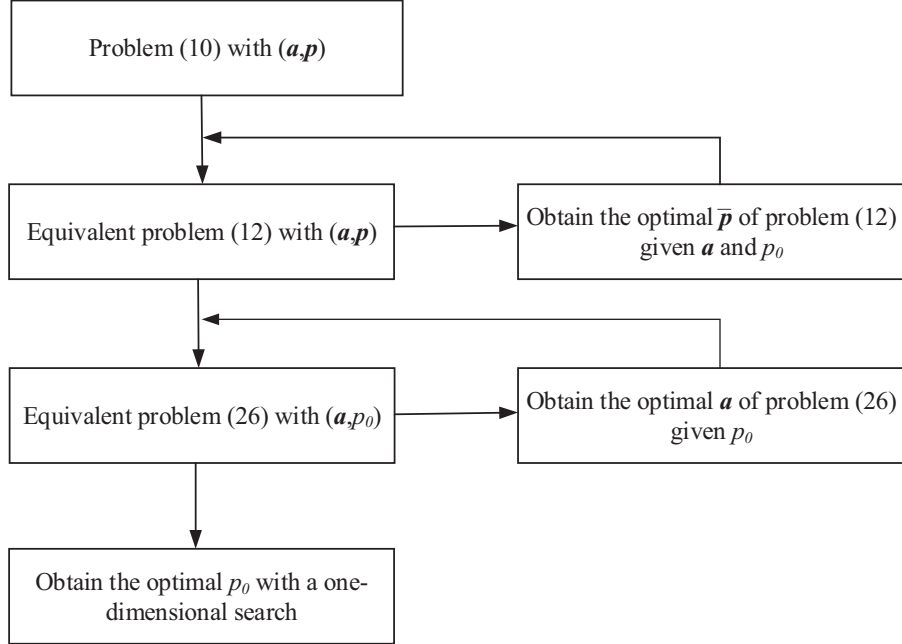 Problem (10) with (a,p)
Equivalent problem (12) with (a,p)
Obtain the optimal p̅ of problem (12)
given a and p₀
Equivalent problem (26) with (a,p₀)
Obtain the optimal a of problem (26)
given p₀
Obtain the optimal p₀ with a one-
dimensional search